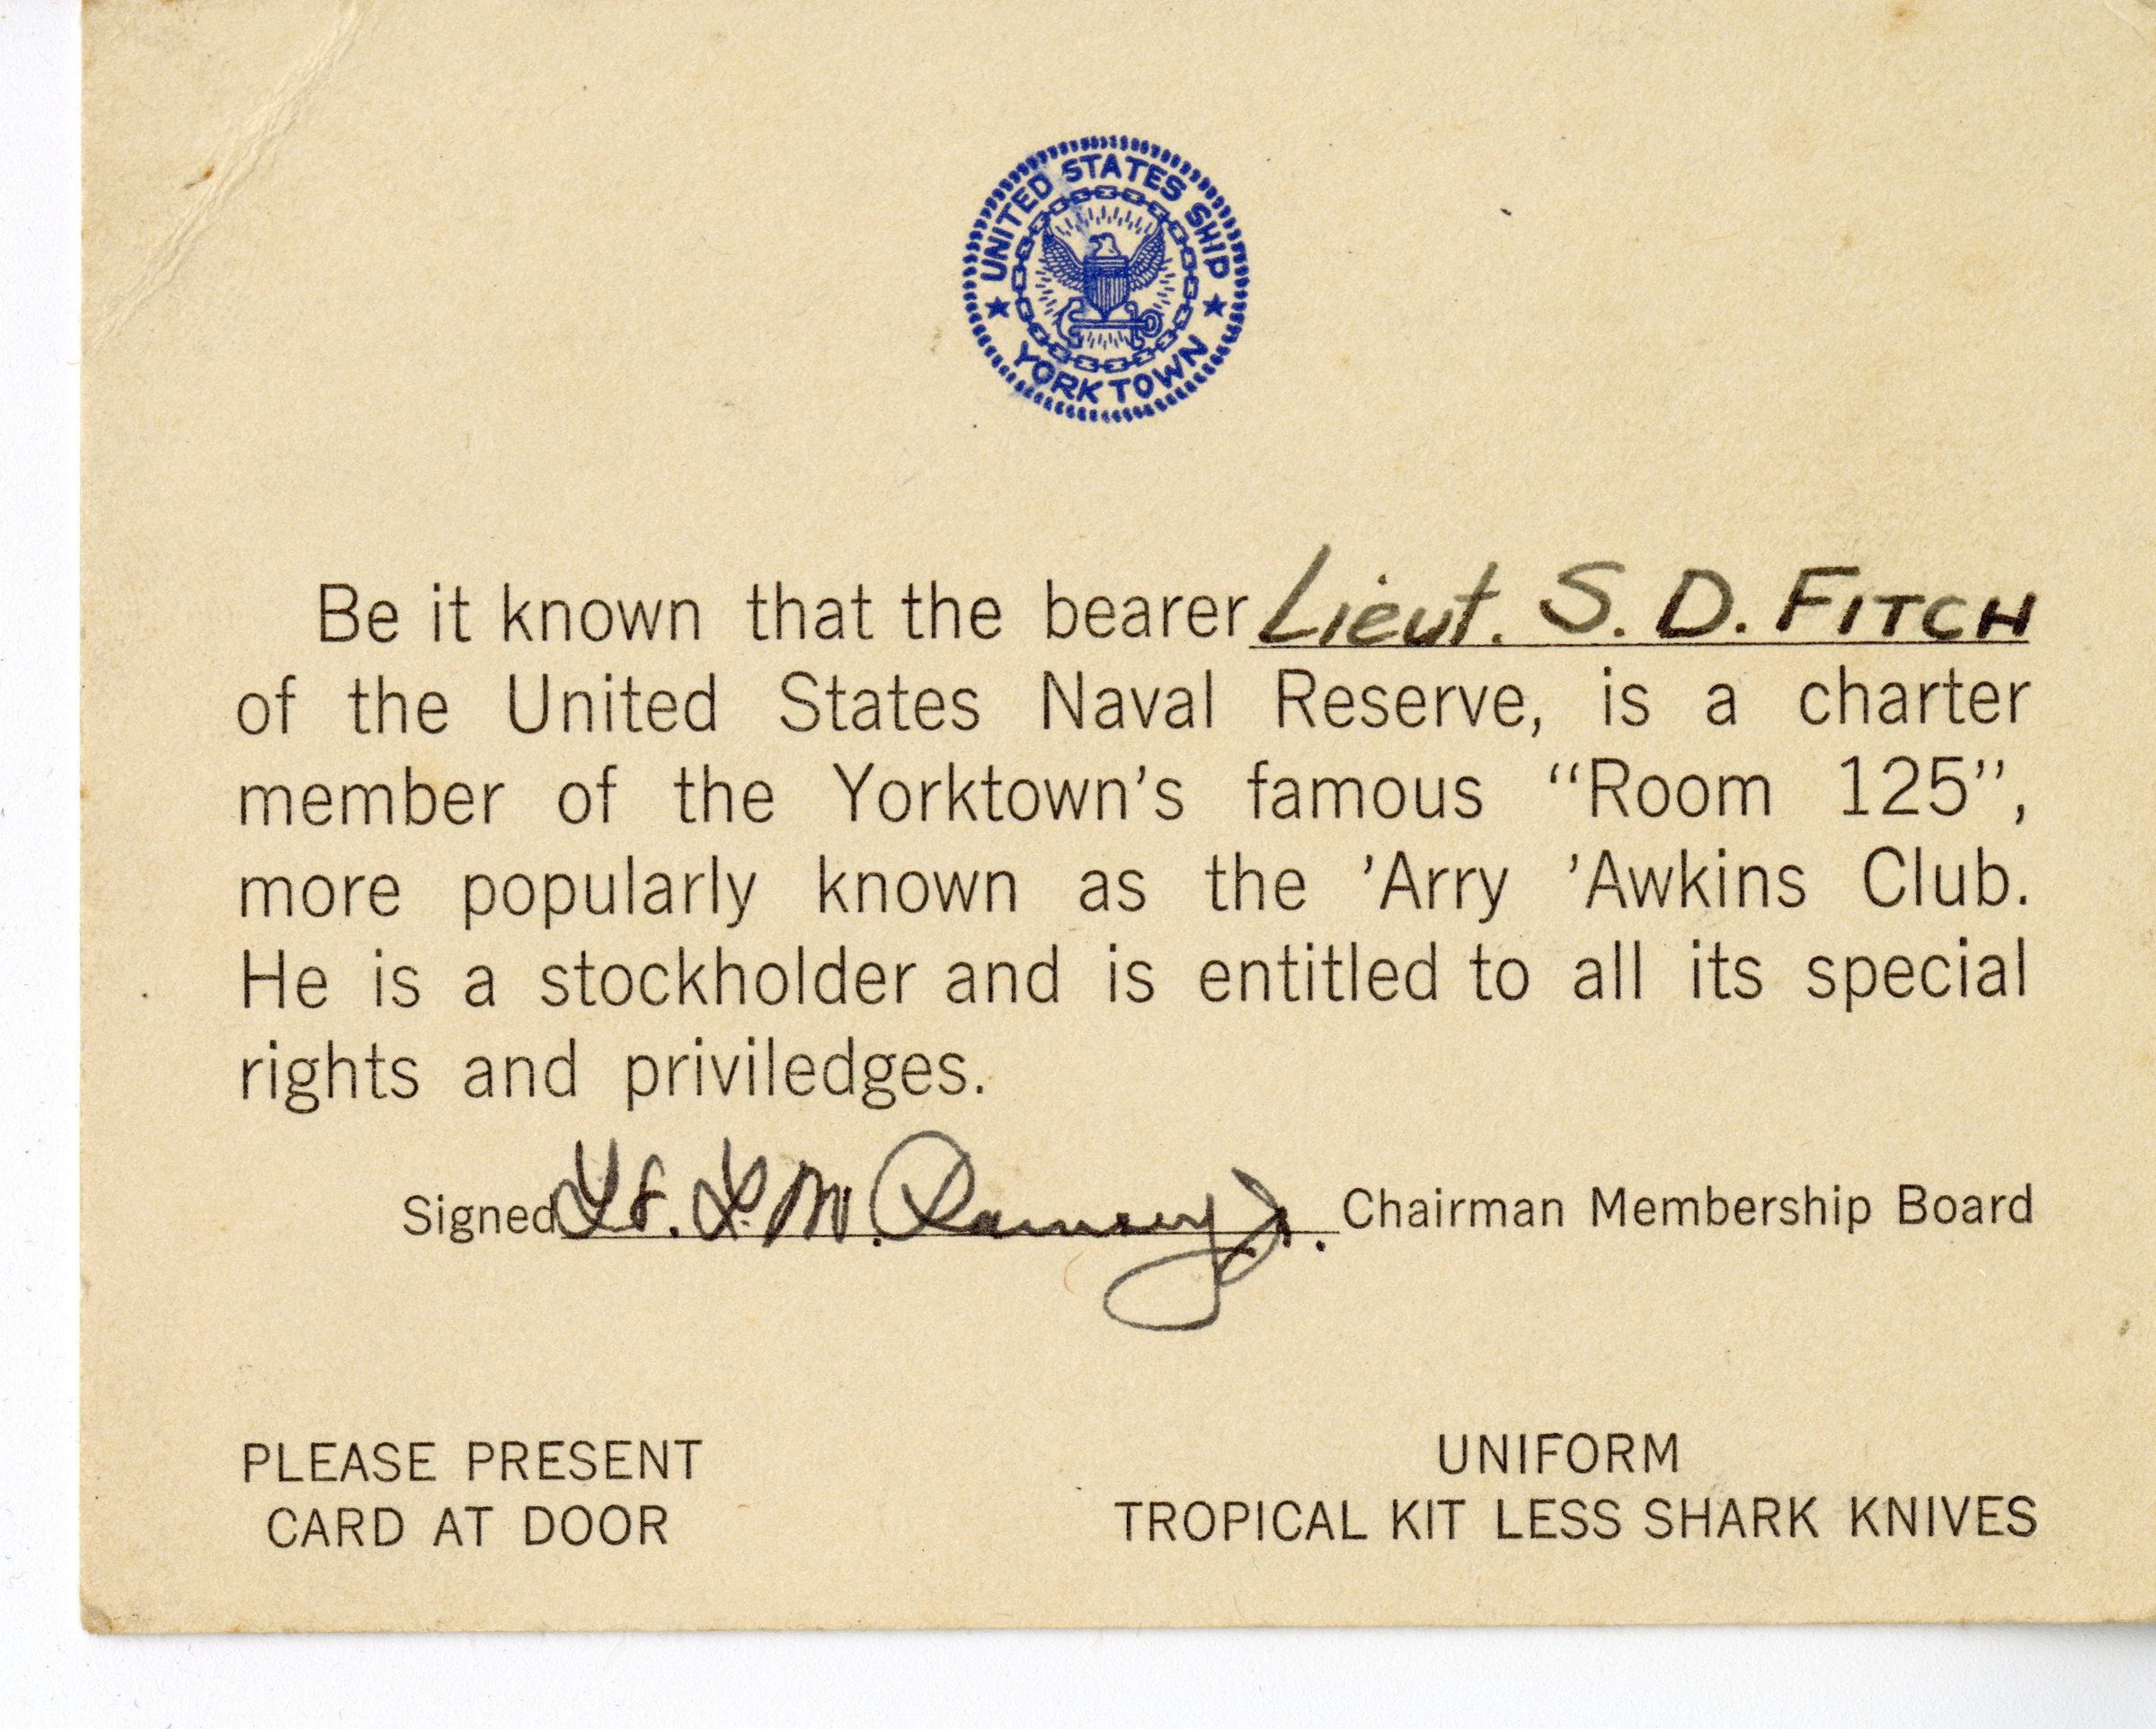 UNITED STATES SHIP
YORKTOWN
Be it known that the bearer Lieut. S. D. FITCH
of the United States Naval Reserve, is a charter
member of the Yorktown's famous "Room 125",
more popularly known as the 'Arry 'Awkins Club.
He is a stockholder and is entitled to all its special
rights and priviledges.
Signed Lt. L. M. Ramsey Jr. Chairman Membership Board
PLEASE PRESENT
CARD AT DOOR
UNIFORM
TROPICAL KIT LESS SHARK KNIVES